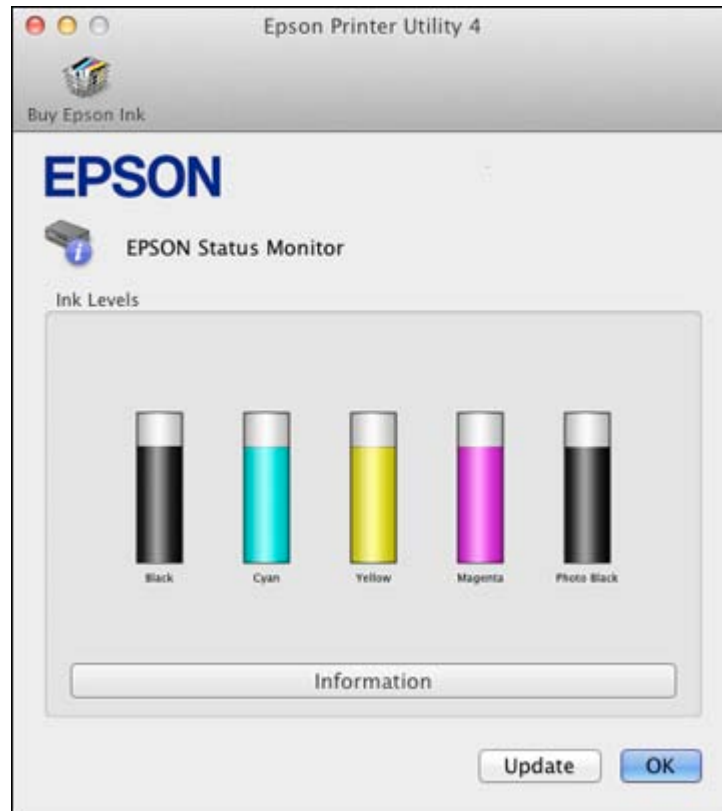 Epson Printer Utility 4
Buy Epson Ink
EPSON
EPSON Status Monitor
Ink Levels
Black
Cyan
Yellow
Magenta
Photo Black
Information
Update
OK